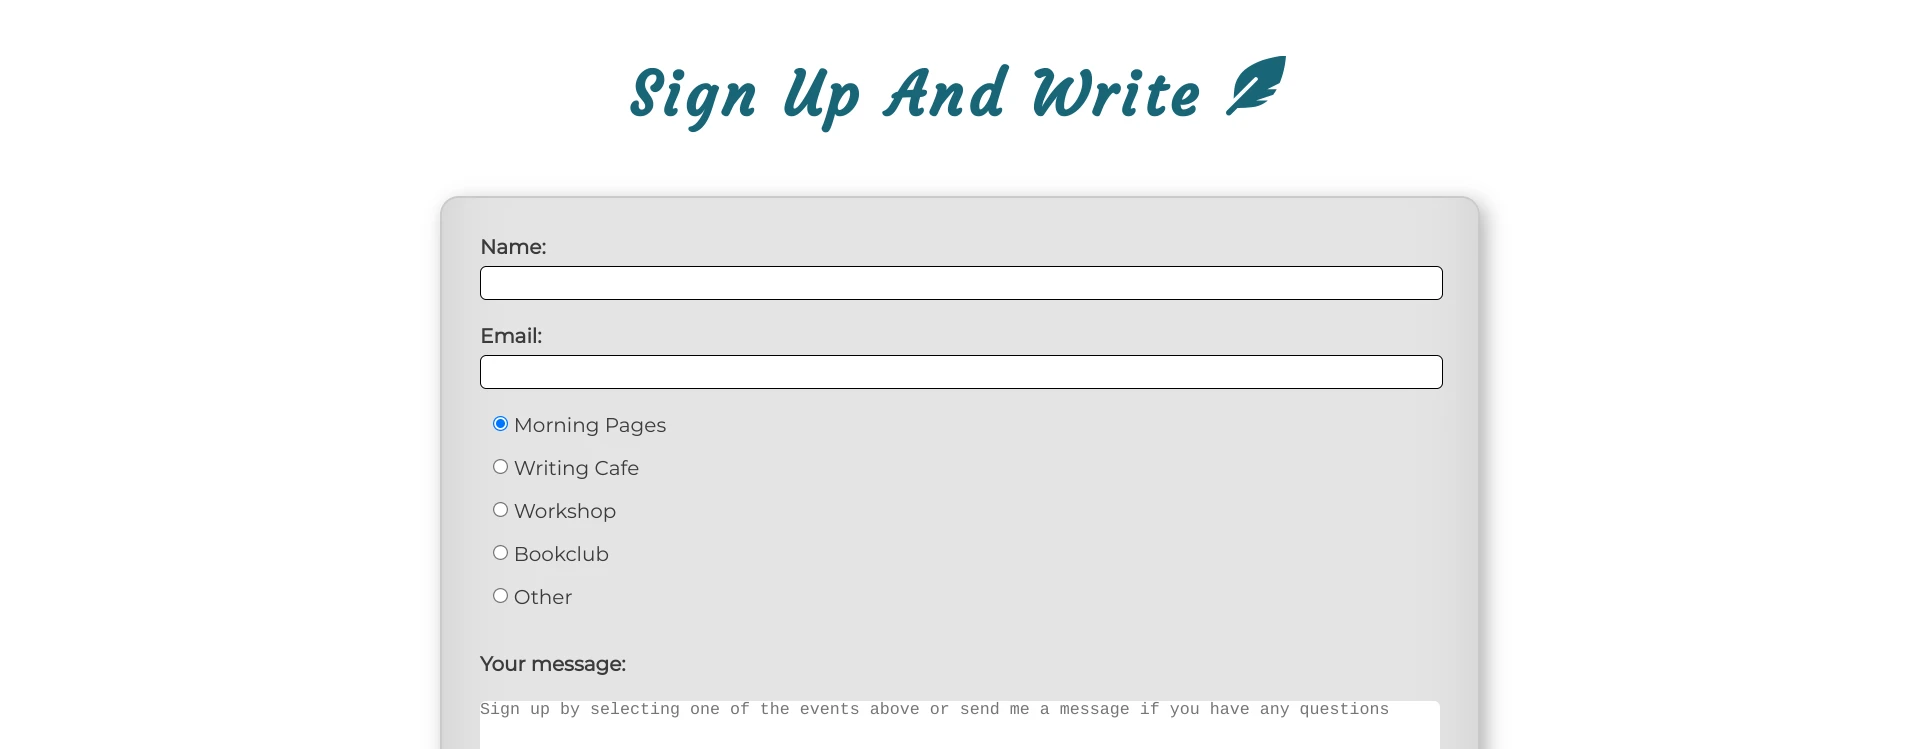 Sign Up And Write
Name:
Email:
Morning Pages
Writing Cafe
Workshop
Bookclub
Other
Your message:
Sign up by selecting one of the events above or send me a message if you have any questions